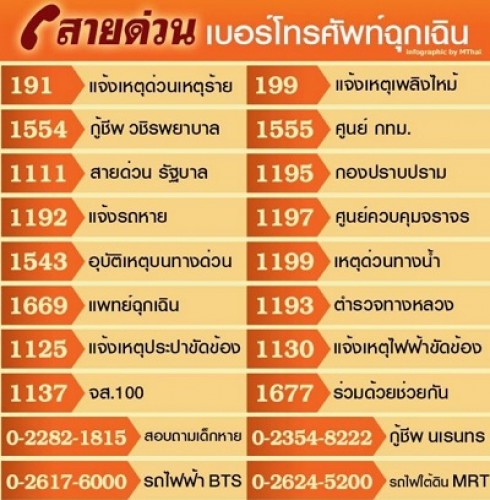 สายด่วน เบอร์โทรศัพท์ฉุกเฉิน
infographic by MThai
191 แจ้งเหตุด่วนเหตุร้าย 199 แจ้งเหตุเพลิงไหม้
1554 กู้ชีพ วชิรพยาบาล 1555 ศูนย์ กทม.
1111 สายด่วน รัฐบาล 1195 กองปราบปราม
1192 แจ้งรถหาย 1197 ศูนย์ควบคุมจราจร
1543 อุบัติเหตุบนทางด่วน 1199 เหตุด่วนทางน้ำ
1669 แพทย์ฉุกเฉิน 1193 ตำรวจทางหลวง
1125 แจ้งเหตุประปาขัดข้อง 1130 แจ้งเหตุไฟฟ้าขัดข้อง
1137 จส.100 1677 ร่วมด้วยช่วยกัน
0-2282-1815 สอบถามเด็กหาย 0-2354-8222 กู้ชีพ นเรนทร
0-2617-6000 รถไฟฟ้า BTS 0-2624-5200 รถไฟใต้ดิน MRT